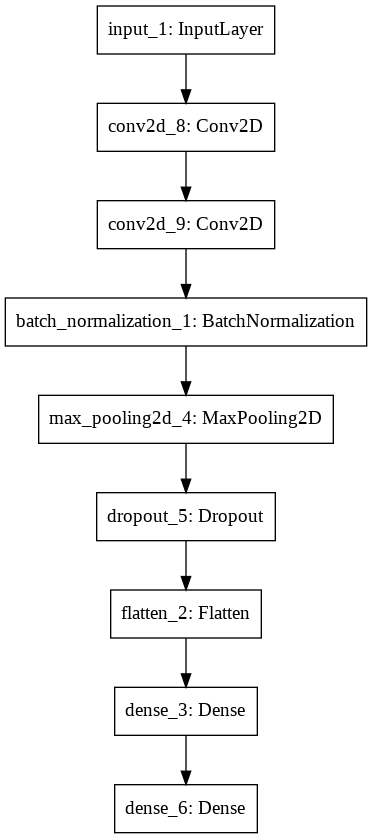 input_1: InputLayer
conv2d_8: Conv2D
conv2d_9: Conv2D
batch_normalization_1: BatchNormalization
max_pooling2d_4: MaxPooling2D
dropout_5: Dropout
flatten_2: Flatten
dense_3: Dense
dense_6: Dense